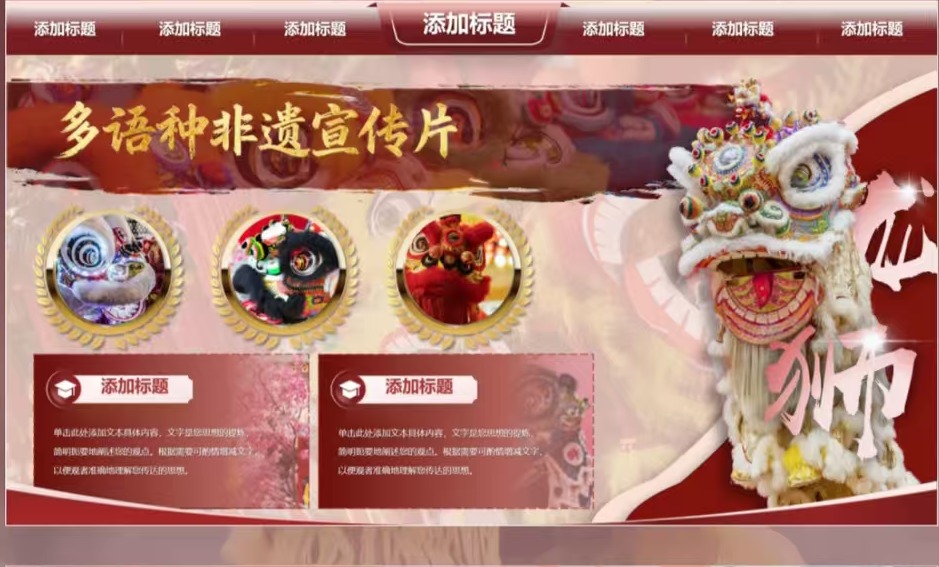 添加标题
添加标题
添加标题
添加标题
添加标题
添加标题
添加标题
多语种非遗宣传片
醒
狮
添加标题
单击此处添加文本具体内容，文字是您思想的提炼，
简明扼要地阐述您的观点。根据需要可酌情增减文字，
以便观者准确地理解您传达的思想。
添加标题
单击此处添加文本具体内容，文字是您思想的提炼，
简明扼要地阐述您的观点。根据需要可酌情增减文字，
以便观者准确地理解您传达的思想。